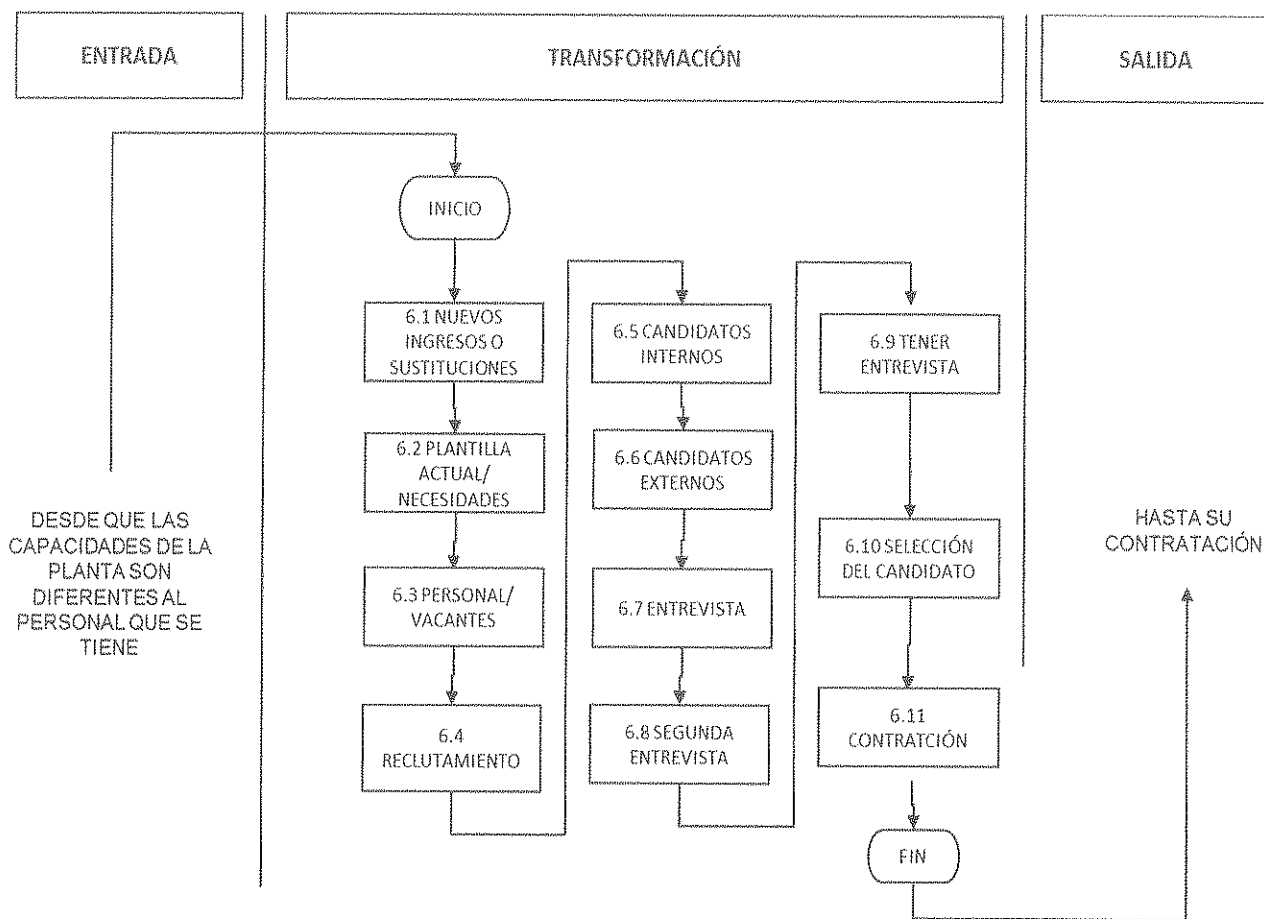 ENTRADA
TRANSFORMACIÓN
SALIDA
DESDE QUE LAS
CAPACIDADES DE LA
PLANTA SON
DIFERENTES AL
PERSONAL QUE SE
TIENE
INICIO
6.1 NUEVOS
INGRESOS O
SUSTITUCIONES
6.2 PLANTILLA
ACTUAL/
NECESIDADES
6.3 PERSONAL/
VACANTES
6.4
RECLUTAMIENTO
6.5 CANDIDATOS
INTERNOS
6.6 CANDIDATOS
EXTERNOS
6.7 ENTREVISTA
6.8 SEGUNDA
ENTREVISTA
6.9 TENER
ENTREVISTA
6.10 SELECCIÓN
DEL CANDIDATO
6.11
CONTRATCIÓN
FIN
HASTA SU
CONTRATACIÓN